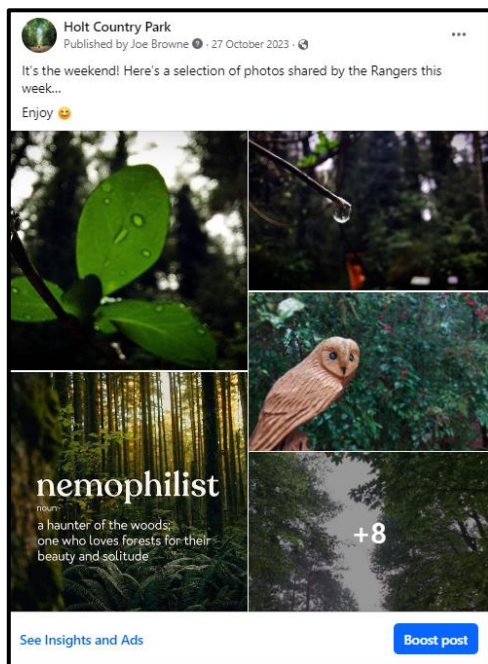 Holt Country Park
Published by Joe Browne · 27 October 2023 ·
It's the weekend! Here's a selection of photos shared by the Rangers this
week...
Enjoy 😊
nemophilist
noun
a haunter of the woods;
one who loves forests for their
beauty and solitude
+8
See Insights and Ads
Boost post